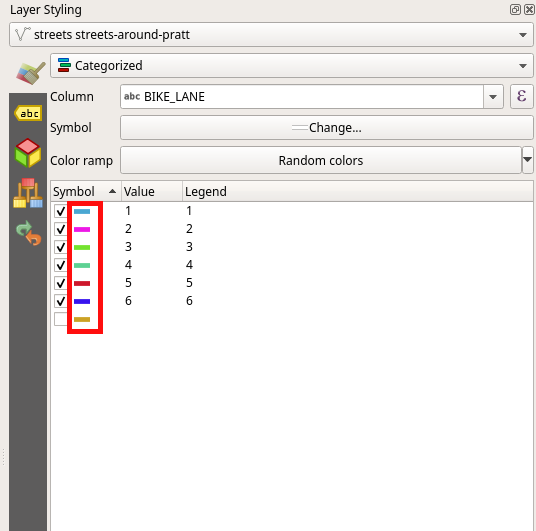 Layer Styling
streets streets-around-pratt
Categorized
abc
Column abc BIKE_LANE ε
Symbol Change...
Color ramp Random colors
Symbol Value Legend
1 1
2 2
3 3
4 4
5 5
6 6